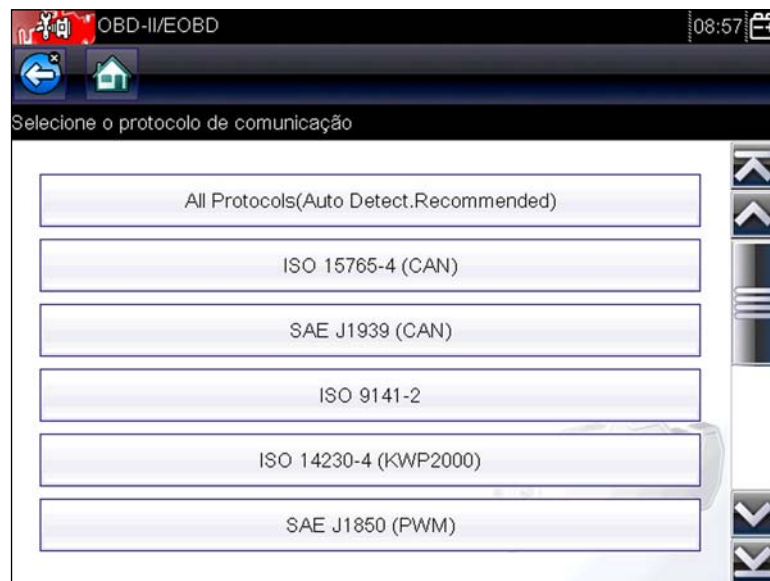 OBD-II/EOBD 08:57
Selecione o protocolo de comunicação
All Protocols(Auto Detect.Recommended)
ISO 15765-4 (CAN)
SAE J1939 (CAN)
ISO 9141-2
ISO 14230-4 (KWP2000)
SAE J1850 (PWM)